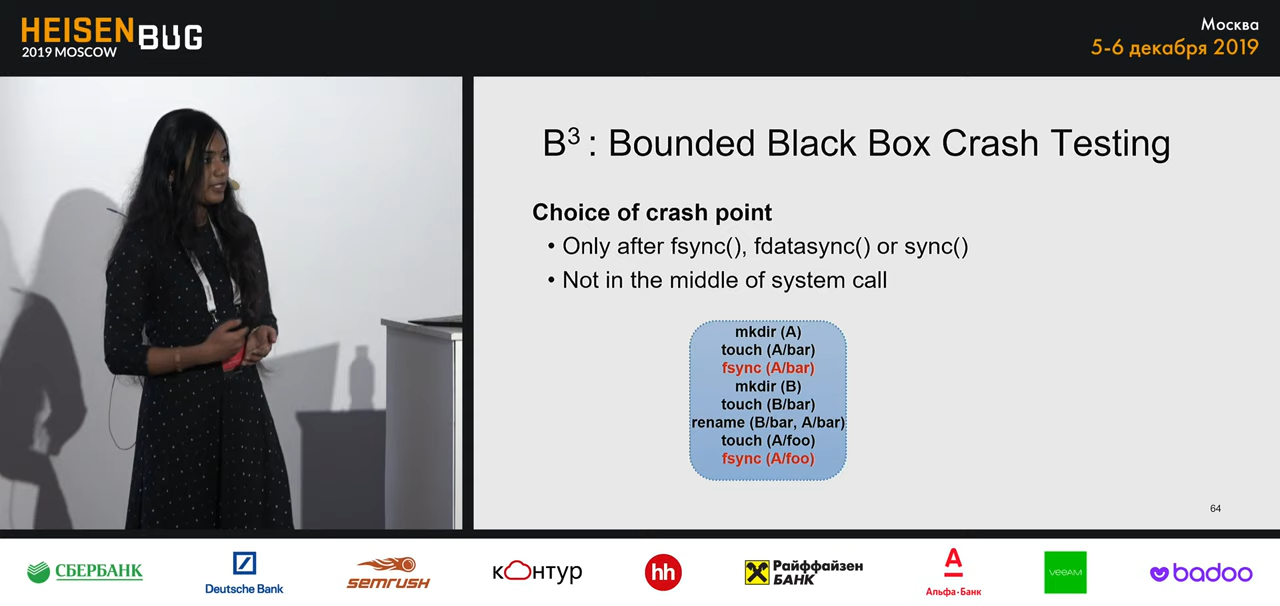 HEISENBUG
2019 MOSCOW
Москва
5-6 декабря 2019
B³ : Bounded Black Box Crash Testing
Choice of crash point
• Only after fsync(), fdatasync() or sync()
• Not in the middle of system call
mkdir (A)
touch (A/bar)
fsync (A/bar)
mkdir (B)
touch (B/bar)
rename (B/bar, A/bar)
touch (A/foo)
fsync (A/foo)
64
СБЕРБАНК
Deutsche Bank
semrush
контур
hh
Райффайзен
БАНК
А
Альфа·Банк
veeAM
badoo